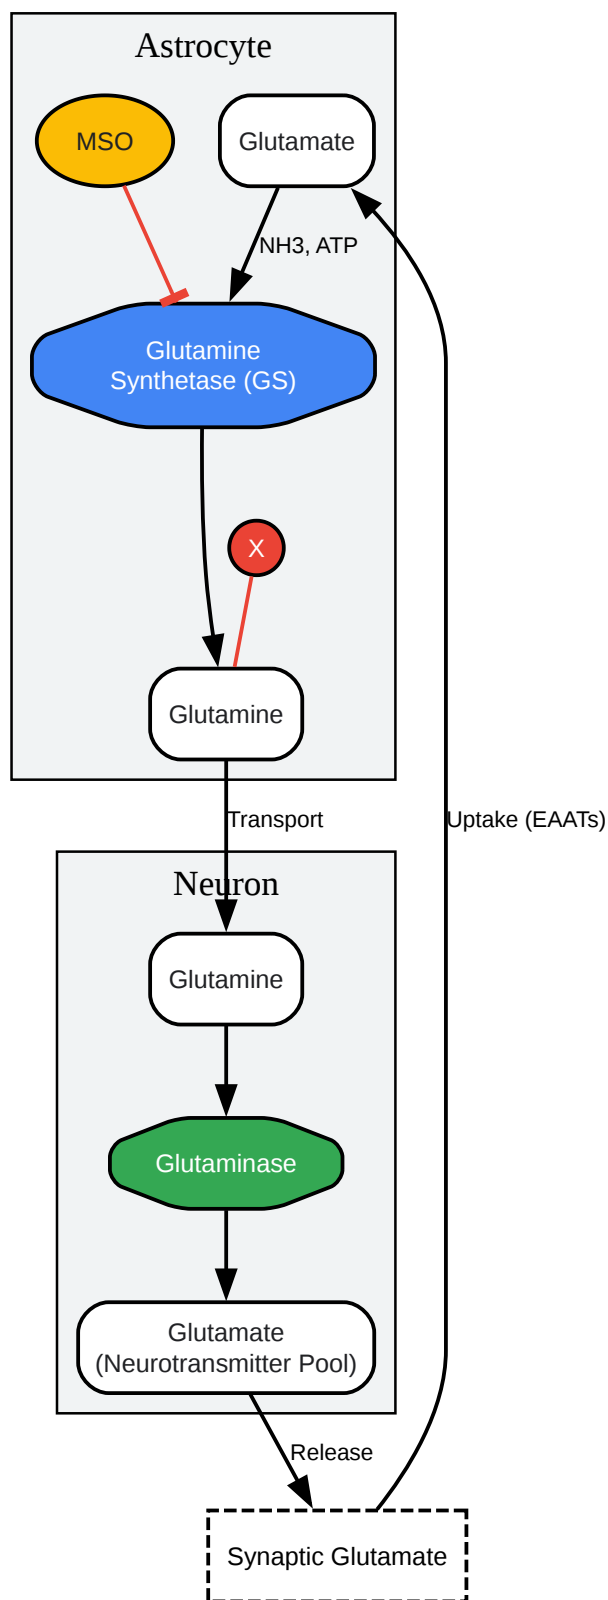 Astrocyte
MSO
Glutamate
NH3, ATP
Glutamine
Synthetase (GS)
X
Glutamine
Transport
Uptake (EAATs)
Neuron
Glutamine
Glutaminase
Glutamate
(Neurotransmitter Pool)
Release
Synaptic Glutamate